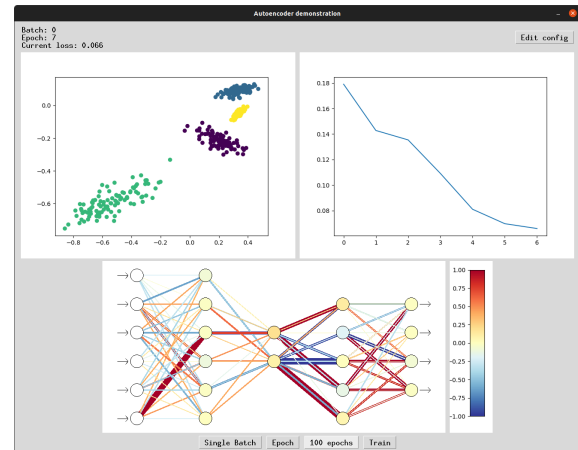 Autoencoder demonstration
Batch: 0
Epoch: 7
Current loss: 0.066
Edit config
0.0
−0.2
−0.4
−0.6
−0.8 −0.6 −0.4 −0.2 0.0 0.2 0.4
0.18
0.16
0.14
0.12
0.10
0.08
0 1 2 3 4 5 6
1.00
0.75
0.50
0.25
0.00
−0.25
−0.50
−0.75
−1.00
Single Batch Epoch 100 epochs Train